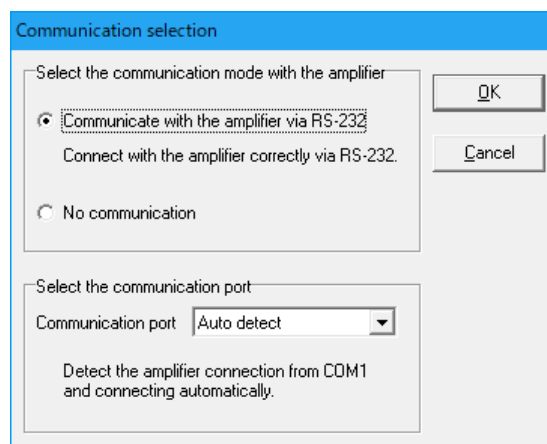 Communication selection
Select the communication mode with the amplifier
Communicate with the amplifier via RS-232
Connect with the amplifier correctly via RS-232.
No communication
OK
Cancel
Select the communication port
Communication port Auto detect
Detect the amplifier connection from COM1
and connecting automatically.